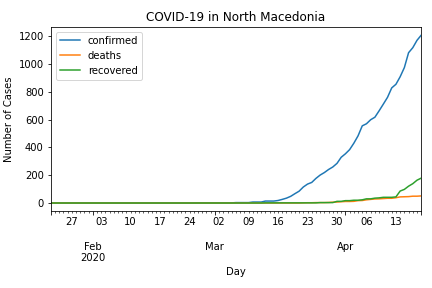 COVID-19 in North Macedonia
confirmed
deaths
recovered
Number of Cases
1200
1000
800
600
400
200
0
27 03 10 17 24 02 09 16 23 30 06 13
Feb Mar Apr
2020
Day